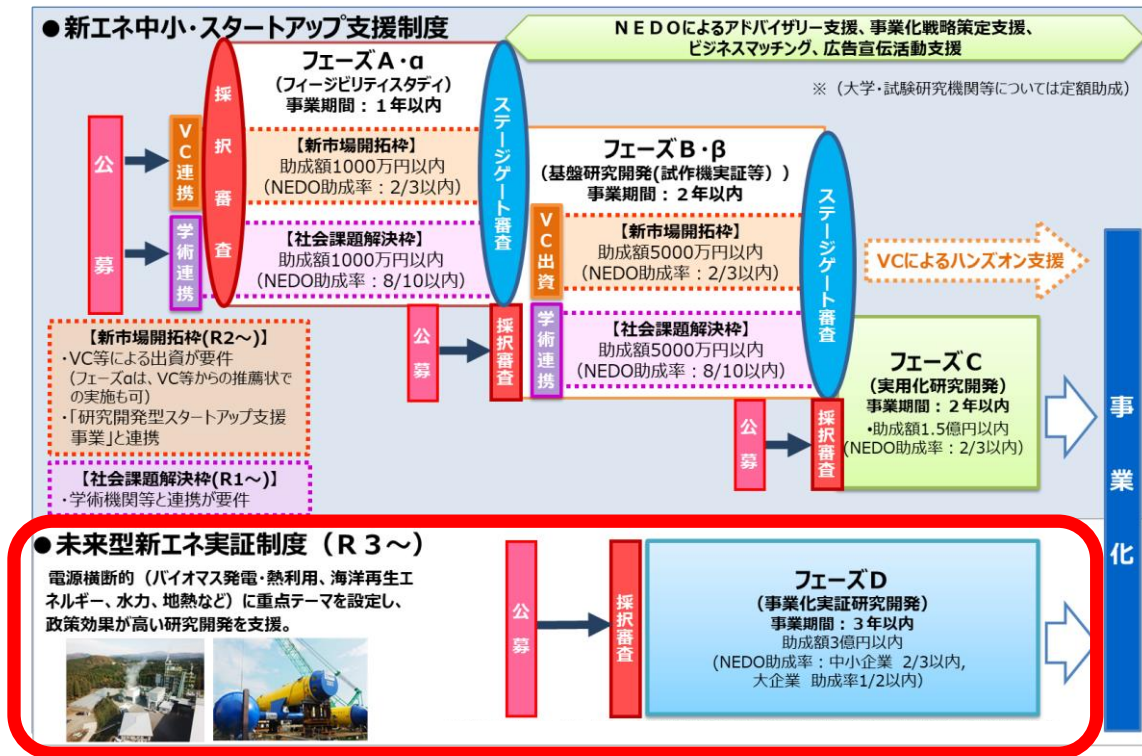 ●新エネ中小・スタートアップ支援制度
NEDOによるアドバイザリー支援、事業化戦略策定支援、
ビジネスマッチング、広告宣伝活動支援
※（大学・試験研究機関等については定額助成）
公募
VC連携
学術連携
採択審査
フェーズA・α
(フィージビリティスタディ)
事業期間：１年以内
【新市場開拓枠】
助成額1000万円以内
(NEDO助成率：2/3以内)
【社会課題解決枠】
助成額1000万円以内
(NEDO助成率：8/10以内)
ステージゲート審査
公募
採択審査
フェーズB・β
(基盤研究開発(試作機実証等））
事業期間：２年以内
VC出資
【新市場開拓枠】
助成額5000万円以内
(NEDO助成率：2/3以内)
学術連携
【社会課題解決枠】
助成額5000万円以内
(NEDO助成率：8/10以内)
ステージゲート審査
VCによるハンズオン支援
公募
採択審査
フェーズC
(実用化研究開発)
事業期間：２年以内
・助成額1.5億円以内
(NEDO助成率：2/3以内)
事業化
【新市場開拓枠(R2～)】
・VC等による出資が要件
(フェーズαは、VC等からの推薦状で
の実施も可)
・「研究開発型スタートアップ支援
事業」と連携
【社会課題解決枠(R1～)】
・学術機関等と連携が要件
●未来型新エネ実証制度（R３～）
電源横断的（バイオマス発電・熱利用、海洋再生エ
ネルギー、水力、地熱など）に重点テーマを設定し、
政策効果が高い研究開発を支援。
公募
採択審査
フェーズD
(事業化実証研究開発)
事業期間：３年以内
助成額3億円以内
(NEDO助成率：中小企業 2/3以内,
大企業 助成率1/2以内)